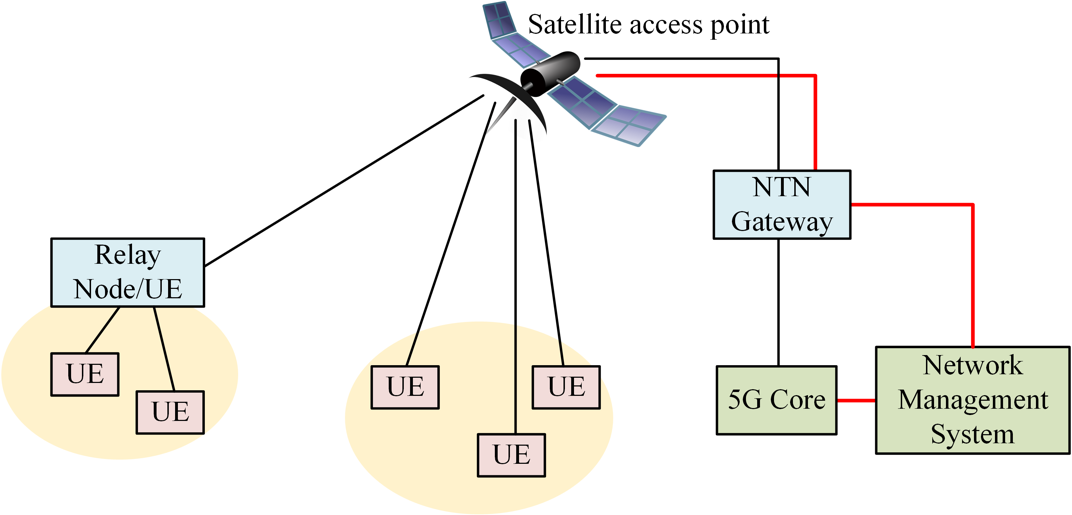 Satellite access point
NTN
Gateway
Relay
Node/UE
UE
UE
UE
UE
UE
5G Core
Network
Management
System